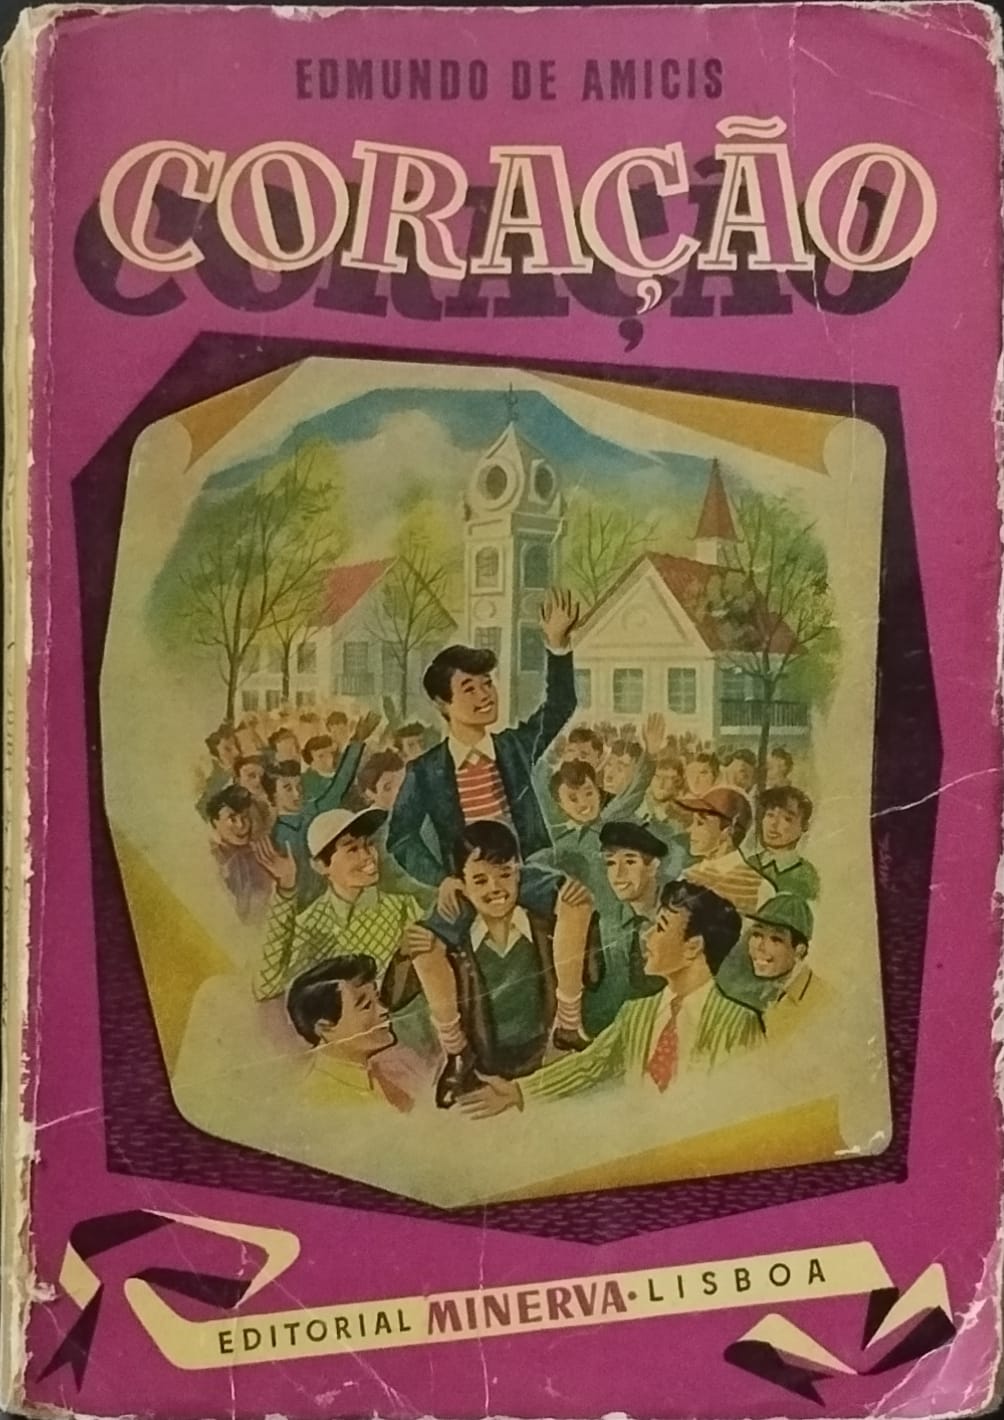 EDMUNDO DE AMICIS
CORAÇÃO
EDITORIAL MINERVA·LISBOA